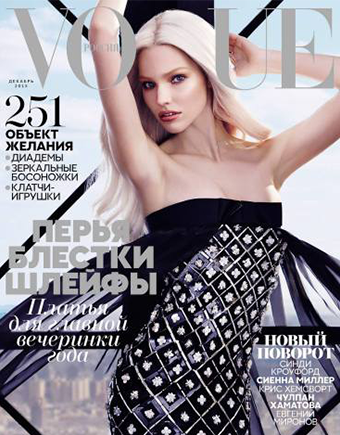 VOGUE
РОССИЯ
ДЕКАБРЬ
2013
251
ОБЪЕКТ
ЖЕЛАНИЯ
•ДИАДЕМЫ
•ЗЕРКАЛЬНЫЕ
БОСОНОЖКИ
•КЛАТЧИ-
ИГРУШКИ
ПЕРЬЯ
БЛЕСТКИ
ШЛЕЙФЫ
Платья
для главной
вечеринки
года
НОВЫЙ
ПОВОРОТ
СИНДИ
КРОУФОРД
СИЕННА МИЛЛЕР
КРИС ХЕМСВОРТ
ЧУЛПАН
ХАМАТОВА
ЕВГЕНИЙ
МИРОНОВ